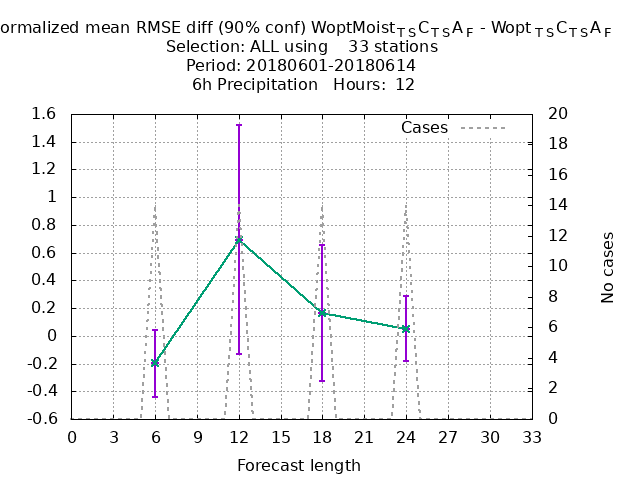 ormalized mean RMSE diff (90% conf) WoptMoist_TSC_TSA_F - Wopt_TSC_TSA_F
Selection: ALL using 33 stations
Period: 20180601-20180614
6h Precipitation Hours: 12
1.6
1.4
1.2
1
0.8
0.6
0.4
0.2
0
-0.2
-0.4
-0.6
Cases
20
18
16
14
12
10
8
6
4
2
0
No cases
0 3 6 9 12 15 18 21 24 27 30 33
Forecast length